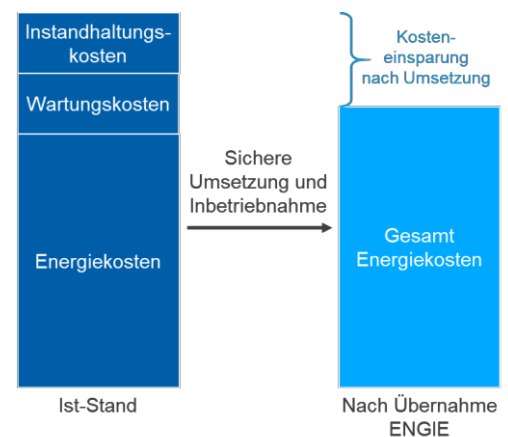 Instandhaltungs-
kosten
Wartungskosten
Energiekosten
Ist-Stand
Sichere
Umsetzung und
Inbetriebnahme
Kosten-
einsparung
nach Umsetzung
Gesamt
Energiekosten
Nach Übernahme
ENGIE